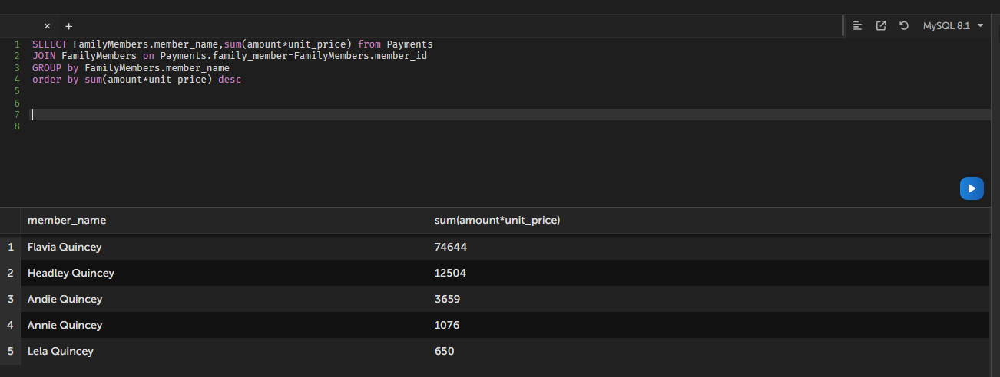 × +
MySQL 8.1
1 SELECT FamilyMembers.member_name,sum(amount*unit_price) from Payments
2 JOIN FamilyMembers on Payments.family_member=FamilyMembers.member_id
3 GROUP by FamilyMembers.member_name
4 order by sum(amount*unit_price) desc
5
6
7
8
member_name sum(amount*unit_price)
1 Flavia Quincey 74644
2 Headley Quincey 12504
3 Andie Quincey 3659
4 Annie Quincey 1076
5 Lela Quincey 650